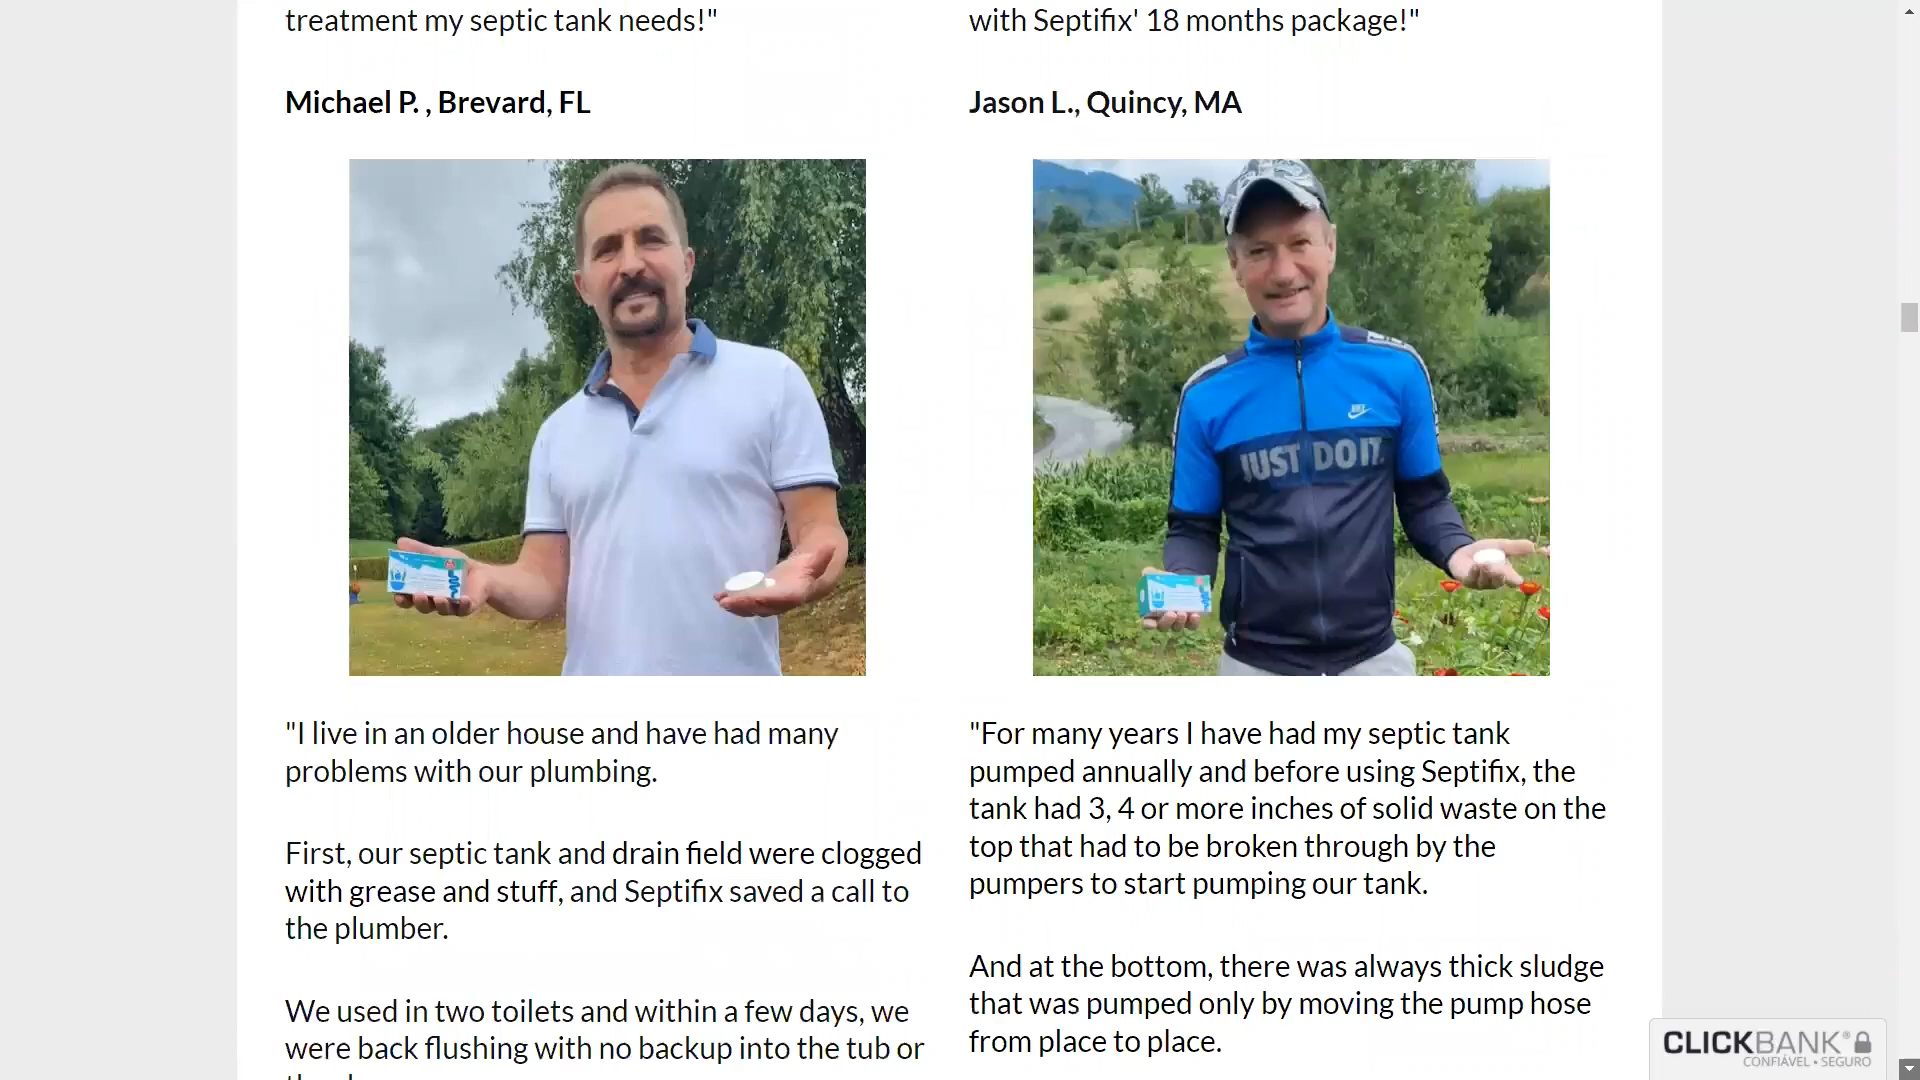 treatment my septic tank needs!"
Michael P. , Brevard, FL
"I live in an older house and have had many
problems with our plumbing.
First, our septic tank and drain field were clogged
with grease and stuff, and Septifix saved a call to
the plumber.
We used in two toilets and within a few days, we
were back flushing with no backup into the tub or
with Septifix' 18 months package!"
Jason L., Quincy, MA
NIKE
JUST DO IT.
"For many years I have had my septic tank
pumped annually and before using Septifix, the
tank had 3, 4 or more inches of solid waste on the
top that had to be broken through by the
pumpers to start pumping our tank.
And at the bottom, there was always thick sludge
that was pumped only by moving the pump hose
from place to place.
CLICKBANK®
CONFIÁVEL • SEGURO